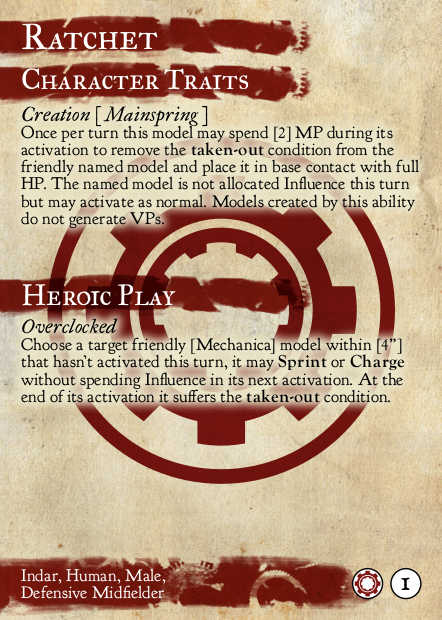 Ratchet
Character Traits
Creation [ Mainspring ]
Once per turn this model may spend [2] MP during its
activation to remove the taken-out condition from the
friendly named model and place it in base contact with full
HP. The named model is not allocated Influence this turn
but may activate as normal. Models created by this ability
do not generate VPs.
Heroic Play
Overclocked
Choose a target friendly [Mechanica] model within [4”]
that hasn’t activated this turn, it may Sprint or Charge
without spending Influence in its next activation. At the
end of its activation it suffers the taken-out condition.
Indar, Human, Male,
Defensive Midfielder
1